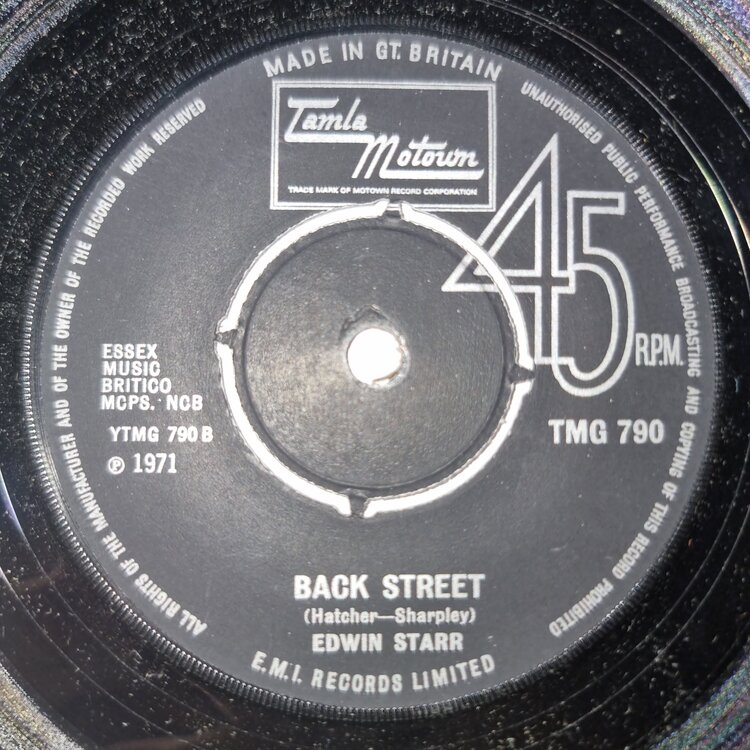 MADE IN GT. BRITAIN
Tamla
Motown
TRADE MARK OF MOTOWN RECORD CORPORATION
UNAUTHORISED PUBLIC PERFORMANCE BROADCASTING AND COPYING OF THIS RECORD PROHIBITED
45
R.P.M.
ESSEX
MUSIC
BRITICO
MCPS. NCB
YTMG 790 B
℗ 1971
TMG 790
BACK STREET
(Hatcher—Sharpley)
EDWIN STARR
E.M.I. RECORDS LIMITED
ALL RIGHTS OF THE MANUFACTURER AND OF THE OWNER OF THE RECORDED WORK RESERVED